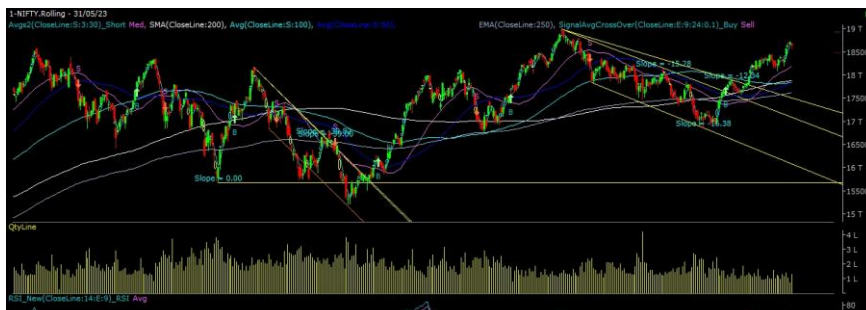 1-NIFTY.Rolling - 31/05/23
Avgs2(CloseLine:S:3:30)_Short Med, SMA(CloseLine:200), Avg(CloseLine:S:100), EMA(CloseLine:250), SignalAvgCrossOver(CloseLine:E:9:24:0.1)_Buy Sell
19 T
S
S
S
S
Slope = -15.78
18500
Slope = -12.04
18 T
B
17500
B
B
B
17 T
Slope = -16.38
16500
16 T
B
Slope = 0.00
15500
15 T
QtyLine
4 L
3 L
2 L
1 L
RSI_New(CloseLine:14:E:9)_RSI Avg
80